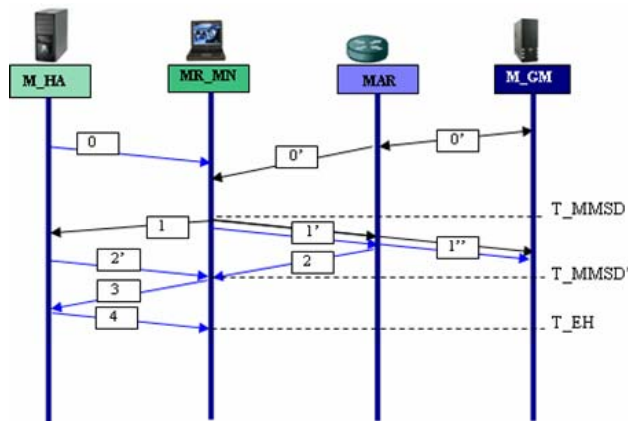 M_HA
MR_MN
MAR
M_GM
0
0'
0'
T_MMSD
1
1'
1''
2'
2
T_MMSD'
3
4
T_EH